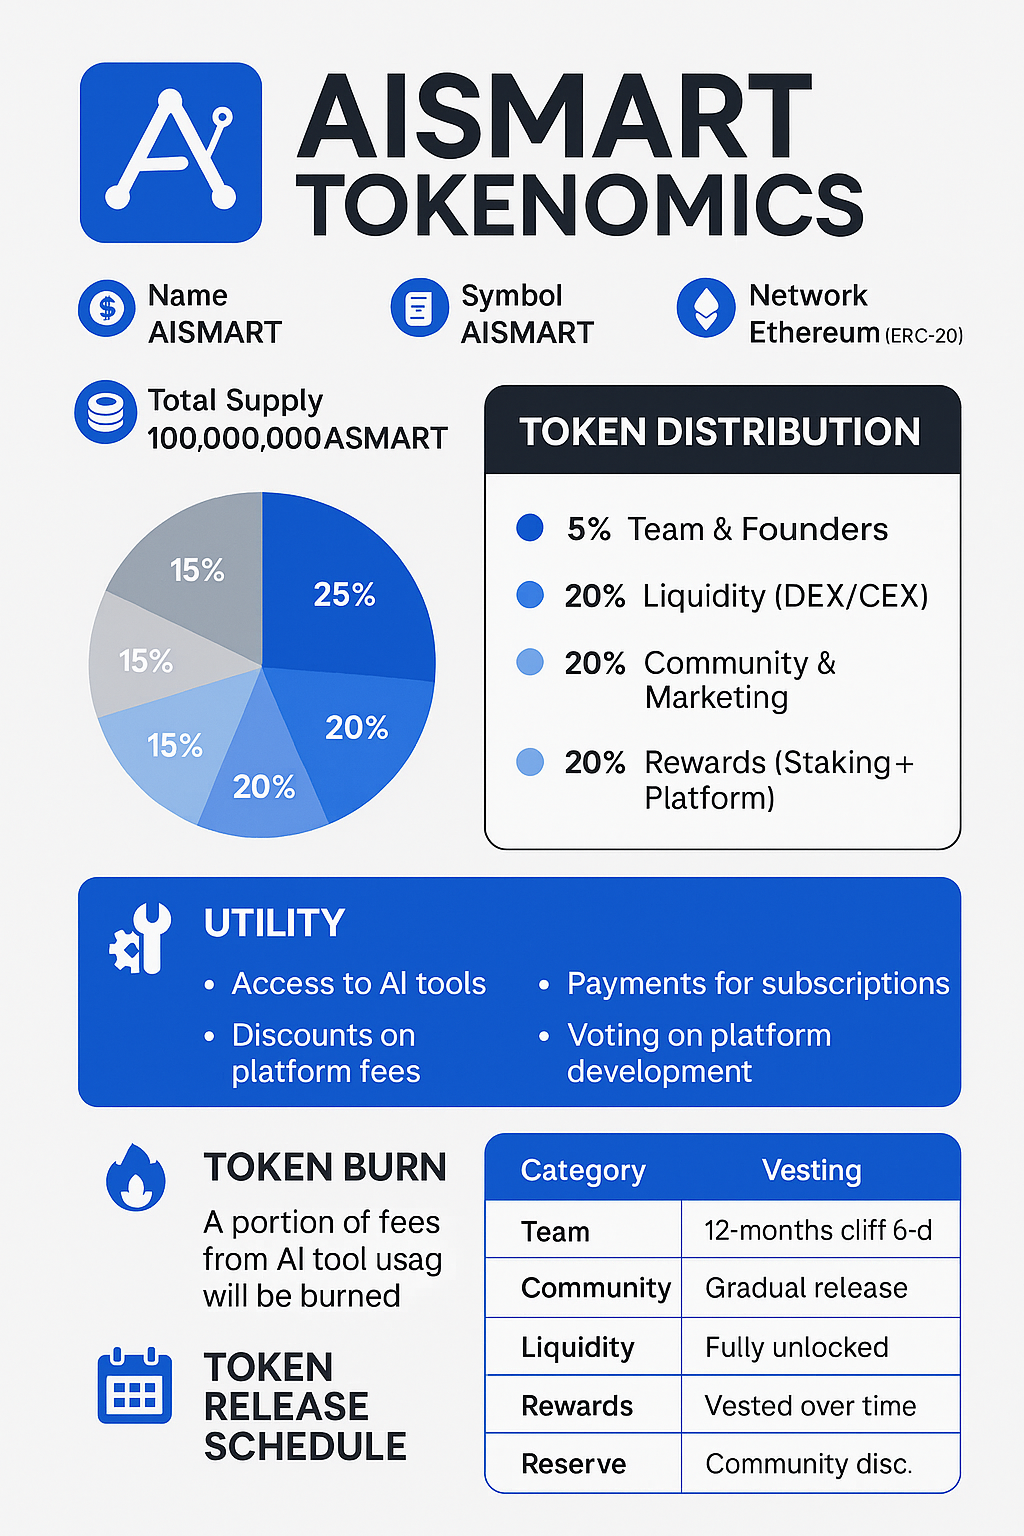 AISMART
TOKENOMICS
Name
AISMART
Symbol
AISMART
Network
Ethereum (ERC-20)
Total Supply
100,000,000 ASMART
15%
25%
15%
20%
15%
20%
TOKEN DISTRIBUTION
5% Team & Founders
20% Liquidity (DEX/CEX)
20% Community &
Marketing
20% Rewards (Staking+
Platform)
UTILITY
• Access to AI tools
• Discounts on
platform fees
• Payments for subscriptions
• Voting on platform
development
TOKEN BURN
A portion of fees
from AI tool usag
will be burned
TOKEN
RELEASE
SCHEDULE
Category Vesting
Team 12-months cliff 6-d
Community Gradual release
Liquidity Fully unlocked
Rewards Vested over time
Reserve Community disc.